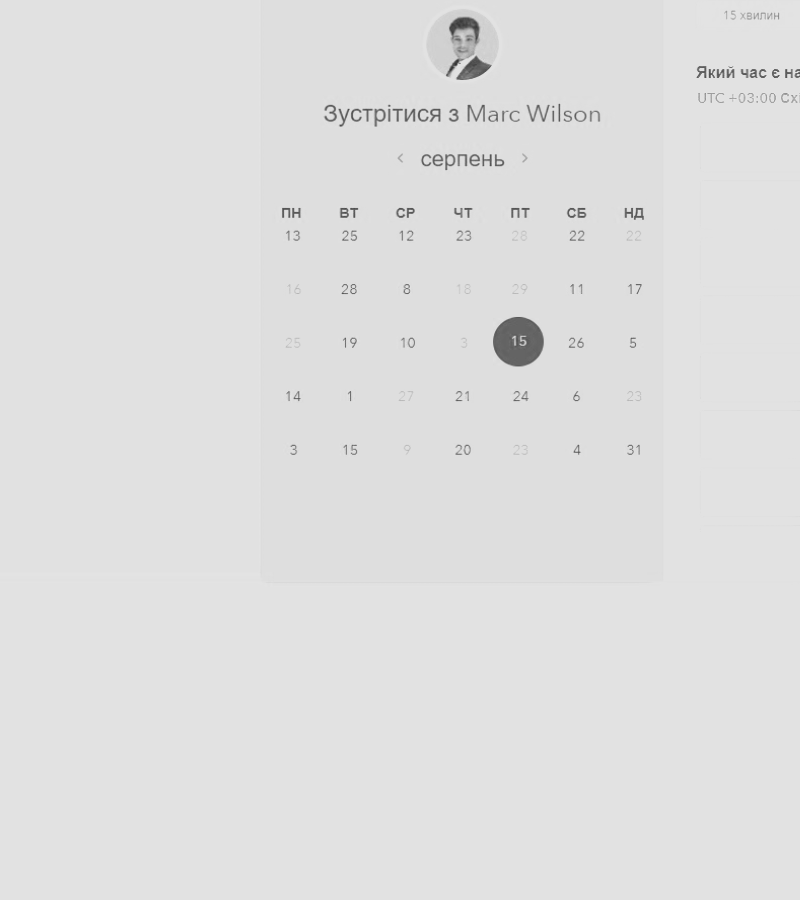 15 хвилин
Зустрітися з Marc Wilson
Який час є
UTC +03:00
‹ серпень ›
ПН ВТ СР ЧТ ПТ СБ НД
13 25 12 23 28 22 22
16 28 8 18 29 11 17
25 19 10 3 15 26 5
14 1 27 21 24 6 23
3 15 9 20 23 4 31